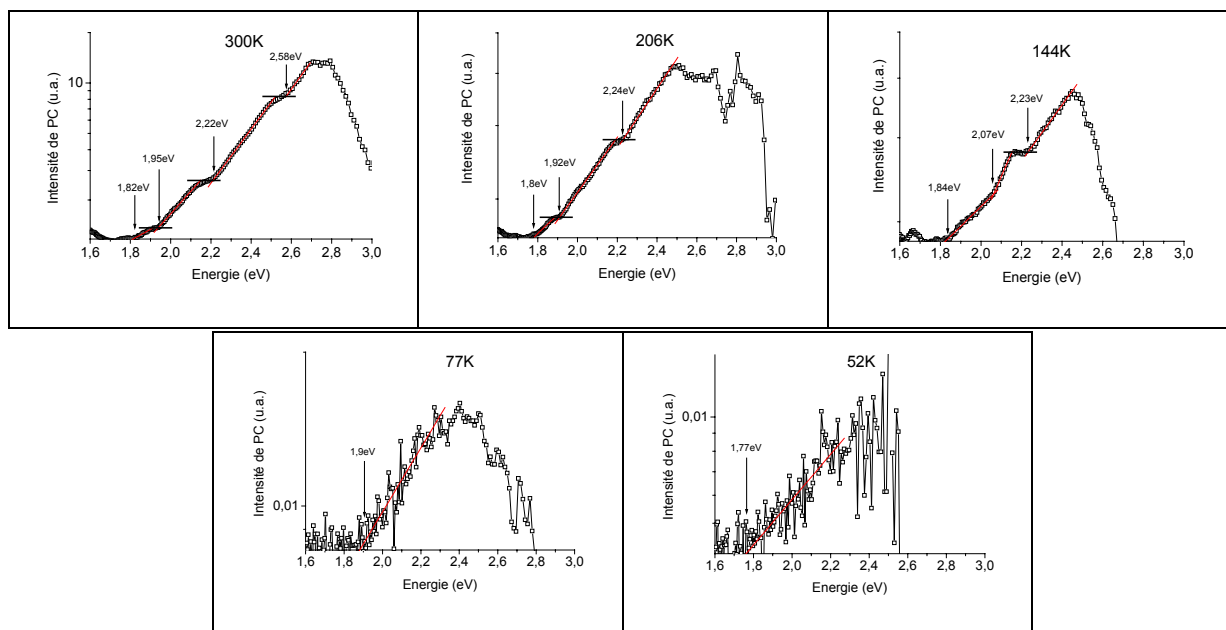 300K
Intensité de PC (u.a.)
10
1,82eV
1,95eV
2,22eV
2,58eV
1,6 1,8 2,0 2,2 2,4 2,6 2,8 3,0
Energie (eV)
206K
Intensité de PC (u.a.)
1,8eV
1,92eV
2,24eV
1,6 1,8 2,0 2,2 2,4 2,6 2,8 3,0
Energie (eV)
144K
Intensité de PC (u.a.)
1,84eV
2,07eV
2,23eV
1,6 1,8 2,0 2,2 2,4 2,6 2,8 3,0
Energie (eV)
77K
Intensité de PC (u.a.)
0,01
1,9eV
1,6 1,8 2,0 2,2 2,4 2,6 2,8 3,0
Energie (eV)
52K
Intensité de PC (u.a.)
0,01
1,77eV
1,6 1,8 2,0 2,2 2,4 2,6 2,8 3,0
Energie (eV)